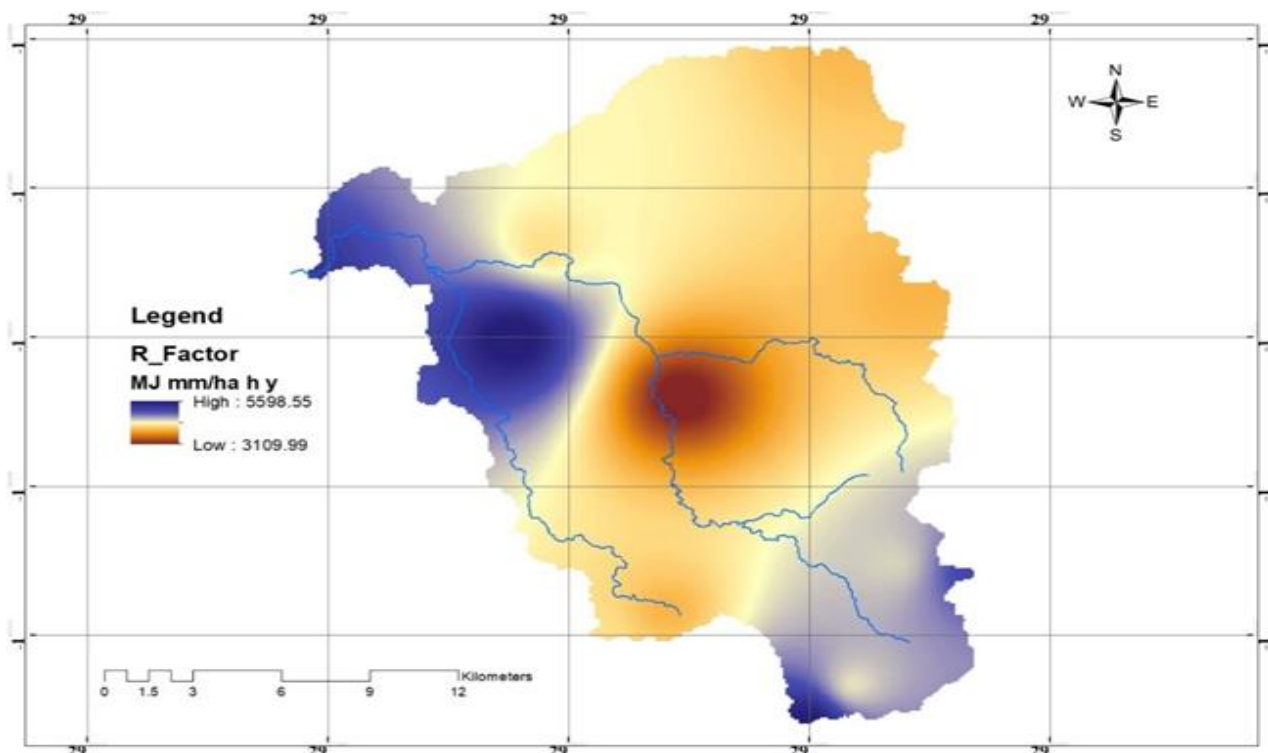 29 29 29 29 29
N
W E
S
Legend
R_Factor
MJ mm/ha h y
High : 5598.55
Low : 3109.99
Kilometers
0 1.5 3 6 9 12
29 29 29 29 29